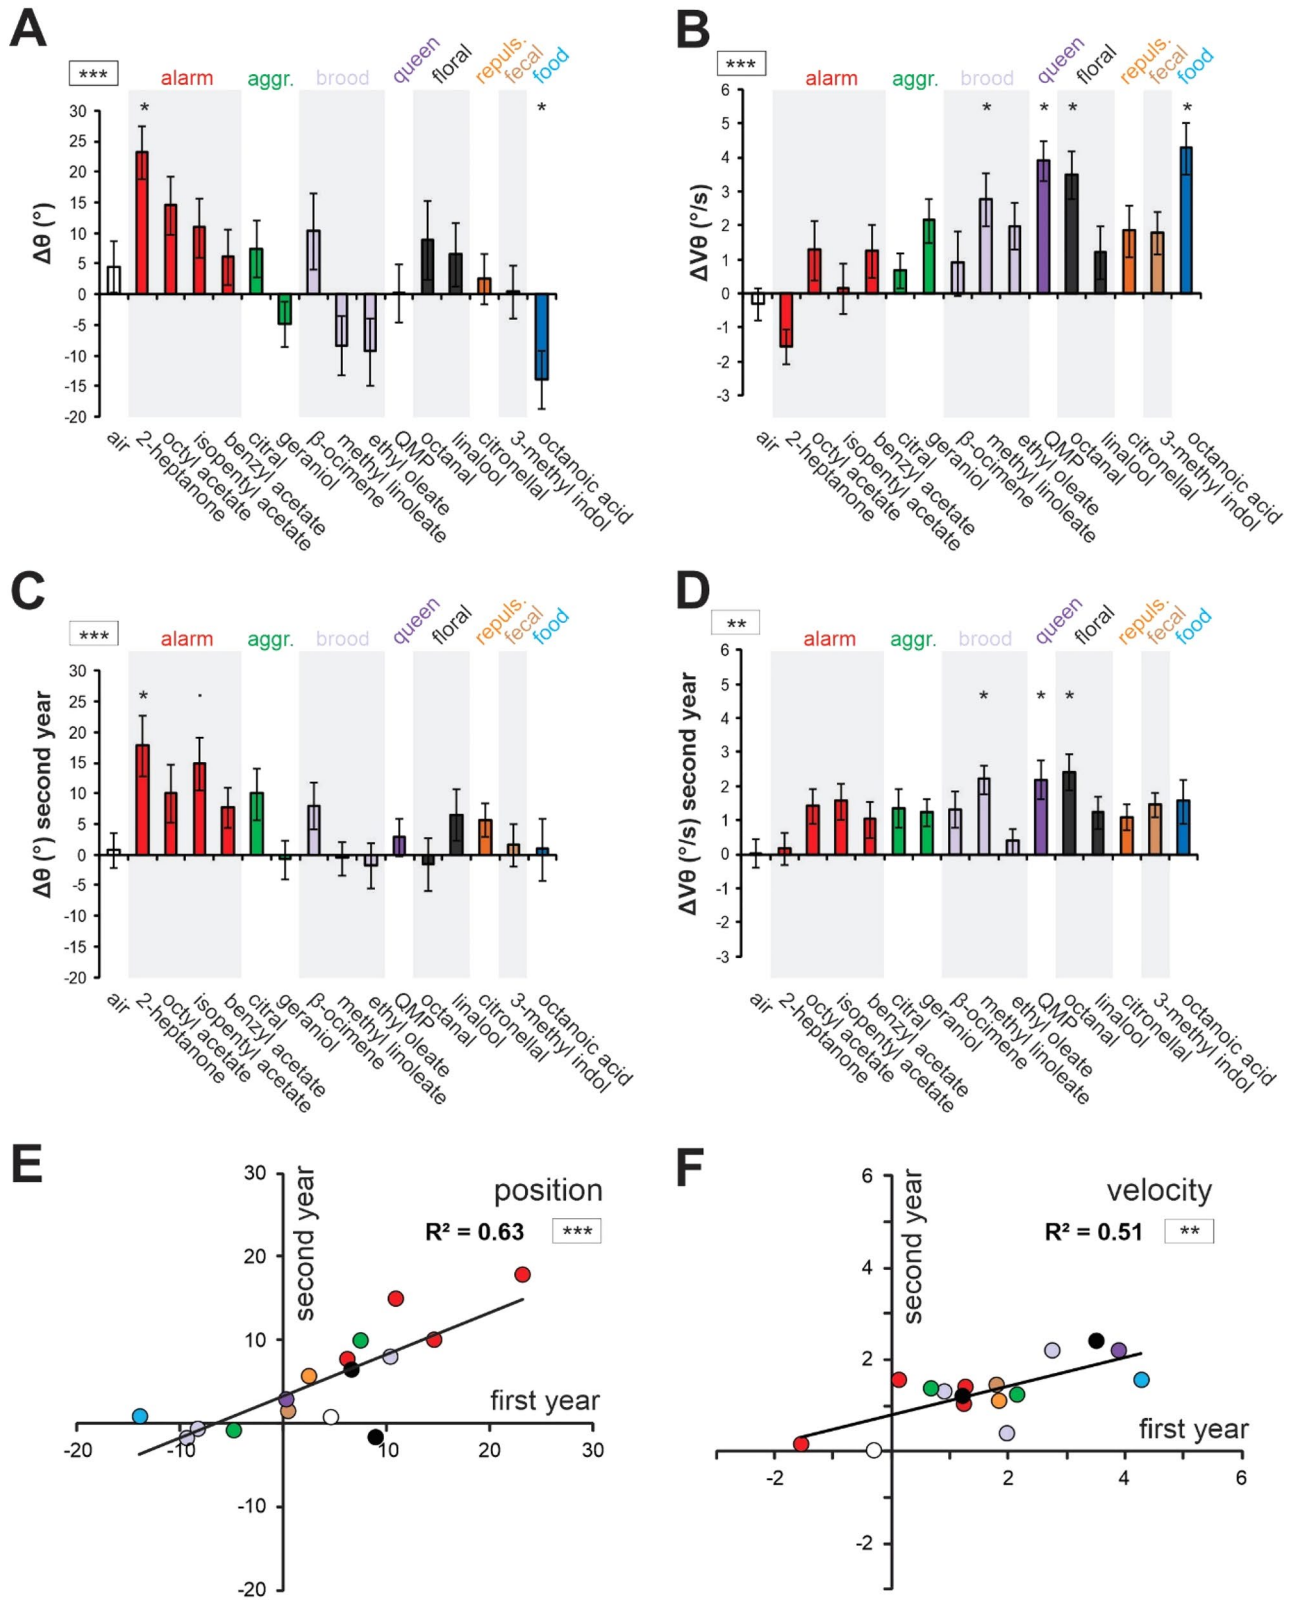 A
***
alarm
aggr.
brood
queen
floral
repuls.
fecal
food
* *
Δθ (°)
30
25
20
15
10
5
0
-5
-10
-15
-20
air
2-heptanone
octyl acetate
isopentyl acetate
benzyl acetate
citral
geraniol
β-ocimene
methyl linoleate
ethyl oleate
QMP
octanal
linalool
citronellal
3-methyl indol
octanoic acid
B
***
alarm
aggr.
brood
queen
floral
repuls.
fecal
food
* * * *
ΔVθ (°/s)
6
5
4
3
2
1
0
-1
-2
-3
air
2-heptanone
octyl acetate
isopentyl acetate
benzyl acetate
citral
geraniol
β-ocimene
methyl linoleate
ethyl oleate
QMP
octanal
linalool
citronellal
3-methyl indol
octanoic acid
C
***
alarm
aggr.
brood
queen
floral
repuls.
fecal
food
* .
Δθ (°) second year
30
25
20
15
10
5
0
-5
-10
-15
-20
air
2-heptanone
octyl acetate
isopentyl acetate
benzyl acetate
citral
geraniol
β-ocimene
methyl linoleate
ethyl oleate
QMP
octanal
linalool
citronellal
3-methyl indol
octanoic acid
D
**
alarm
aggr.
brood
queen
floral
repuls.
fecal
food
* * *
ΔVθ (°/s) second year
6
5
4
3
2
1
0
-1
-2
-3
air
2-heptanone
octyl acetate
isopentyl acetate
benzyl acetate
citral
geraniol
β-ocimene
methyl linoleate
ethyl oleate
QMP
octanal
linalool
citronellal
3-methyl indol
octanoic acid
E
position
R² = 0.63 ***
second year
first year
30
20
10
-10
-20
-20 -10 10 20 30
F
velocity
R² = 0.51 **
second year
first year
6
4
2
-2
-2 2 4 6